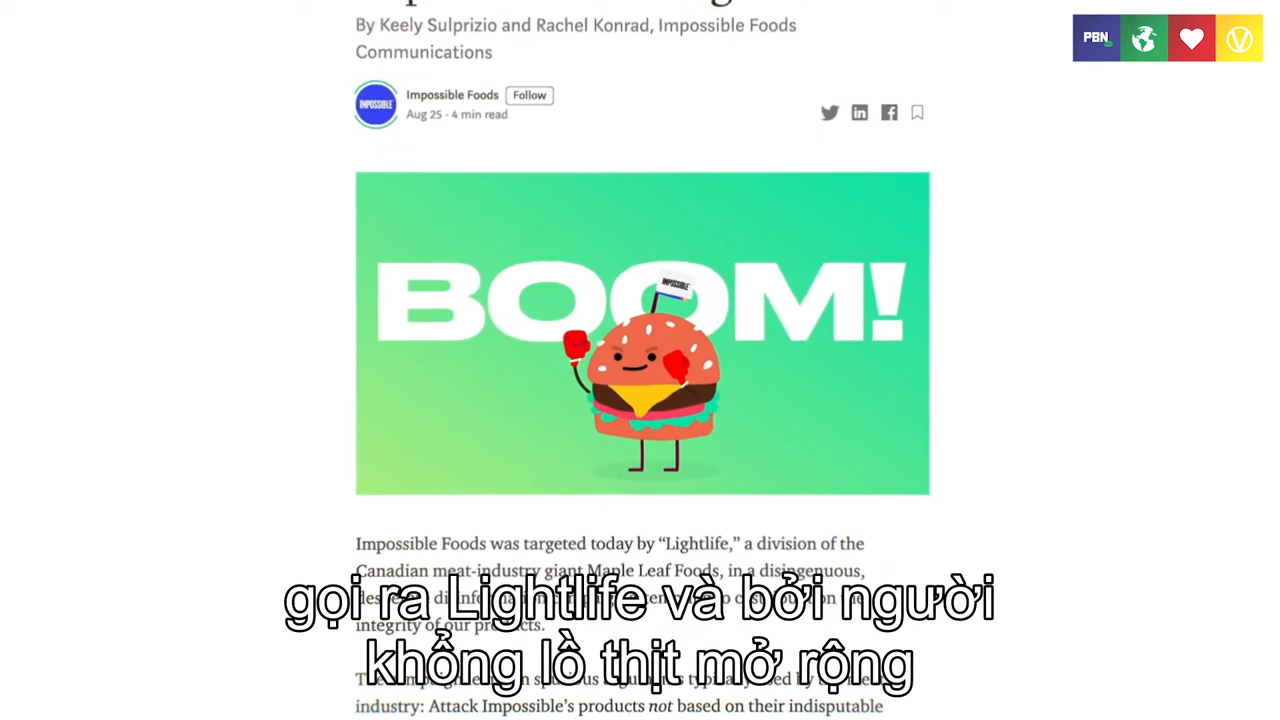 By Keely Sulprizio and Rachel Konrad, Impossible Foods
Communications
PBN
Impossible Foods Follow
IMPOSSIBLE
Aug 25 · 4 min read
BOOM!
IMPOSSIBLE
Impossible Foods was targeted today by “Lightlife,” a division of the
Canadian meat-industry giant Maple Leaf Foods, in a disingenuous,
integrity of our products.
industry: Attack Impossible’s products not based on their indisputable
gọi ra Lightlife và bởi người
khổng lồ thịt mở rộng